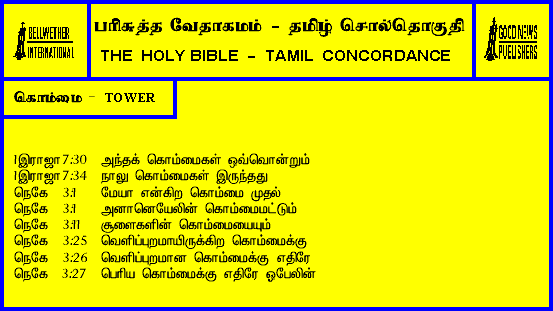 BELLWETHER
INTERNATIONAL
பரிசுத்த வேதாகமம் - தமிழ் சொல்தொகுதி
THE HOLY BIBLE - TAMIL CONCORDANCE
GOOD NEWS
PUBLISHERS
கொம்மை - TOWER
1இராஜா 7:30 அந்தக் கொம்மைகள் ஒவ்வொன்றும்
1இராஜா 7:34 நாலு கொம்மைகள் இருந்தது
நெகே 3:1 மேயா என்கிற கொம்மை முதல்
நெகே 3:1 அனானெயேலின் கொம்மைமட்டும்
நெகே 3:11 சூளைகளின் கொம்மையையும்
நெகே 3:25 வெளிப்புறமாயிருக்கிற கொம்மைக்கு
நெகே 3:26 வெளிப்புறமான கொம்மைக்கு எதிரே
நெகே 3:27 பெரிய கொம்மைக்கு எதிரே ஓபேலின்